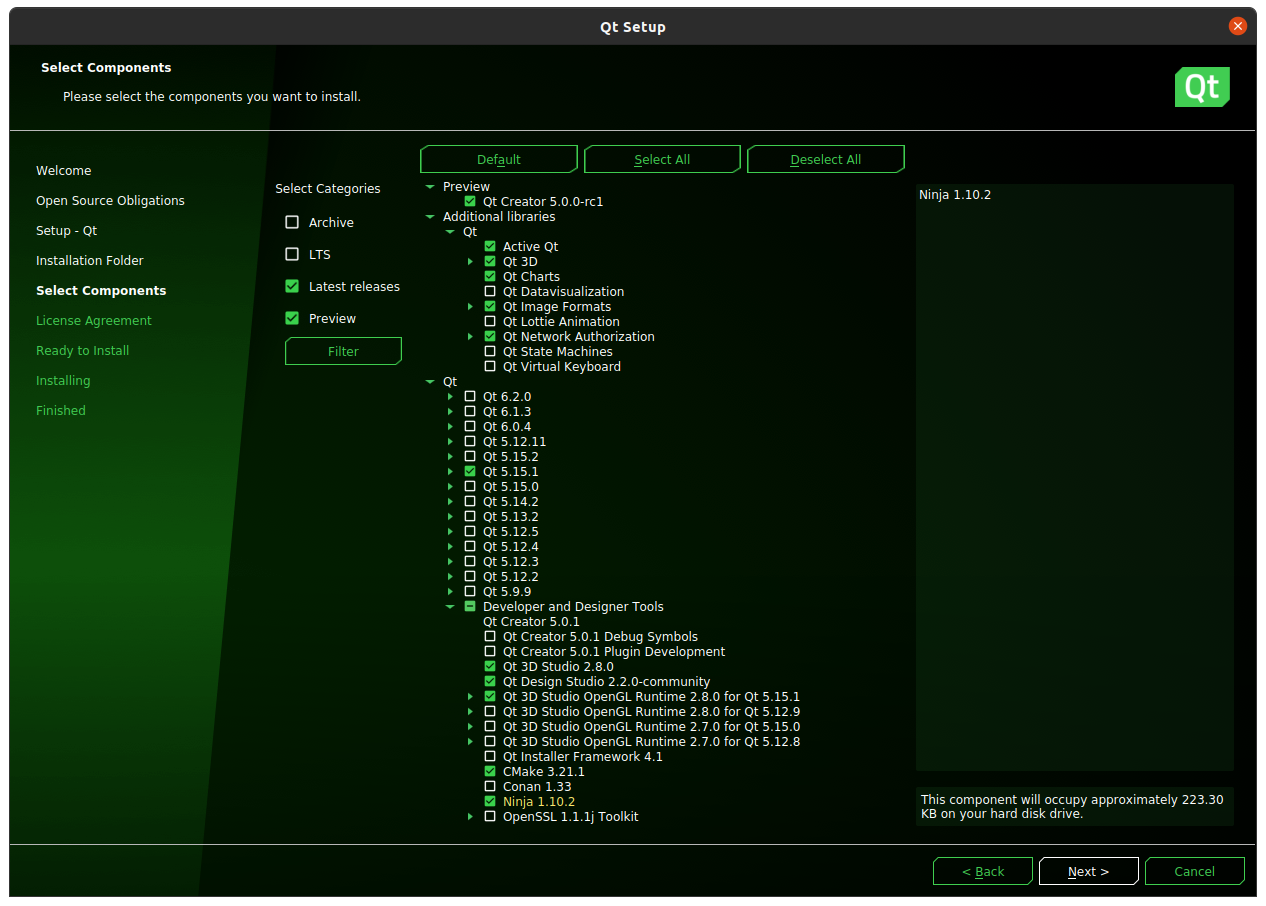 Qt Setup
Select Components
Please select the components you want to install.
Qt
Welcome
Open Source Obligations
Setup - Qt
Installation Folder
Select Components
License Agreement
Ready to Install
Installing
Finished
Select Categories
Archive
LTS
Latest releases
Preview
Filter
Default
Select All
Deselect All
Preview
Qt Creator 5.0.0-rc1
Additional libraries
Qt
Active Qt
Qt 3D
Qt Charts
Qt Datavisualization
Qt Image Formats
Qt Lottie Animation
Qt Network Authorization
Qt State Machines
Qt Virtual Keyboard
Qt
Qt 6.2.0
Qt 6.1.3
Qt 6.0.4
Qt 5.12.11
Qt 5.15.2
Qt 5.15.1
Qt 5.15.0
Qt 5.14.2
Qt 5.13.2
Qt 5.12.5
Qt 5.12.4
Qt 5.12.3
Qt 5.12.2
Qt 5.9.9
Developer and Designer Tools
Qt Creator 5.0.1
Qt Creator 5.0.1 Debug Symbols
Qt Creator 5.0.1 Plugin Development
Qt 3D Studio 2.8.0
Qt Design Studio 2.2.0-community
Qt 3D Studio OpenGL Runtime 2.8.0 for Qt 5.15.1
Qt 3D Studio OpenGL Runtime 2.8.0 for Qt 5.12.9
Qt 3D Studio OpenGL Runtime 2.7.0 for Qt 5.15.0
Qt 3D Studio OpenGL Runtime 2.7.0 for Qt 5.12.8
Qt Installer Framework 4.1
CMake 3.21.1
Conan 1.33
Ninja 1.10.2
OpenSSL 1.1.1j Toolkit
Ninja 1.10.2
This component will occupy approximately 223.30
KB on your hard disk drive.
< Back
Next >
Cancel